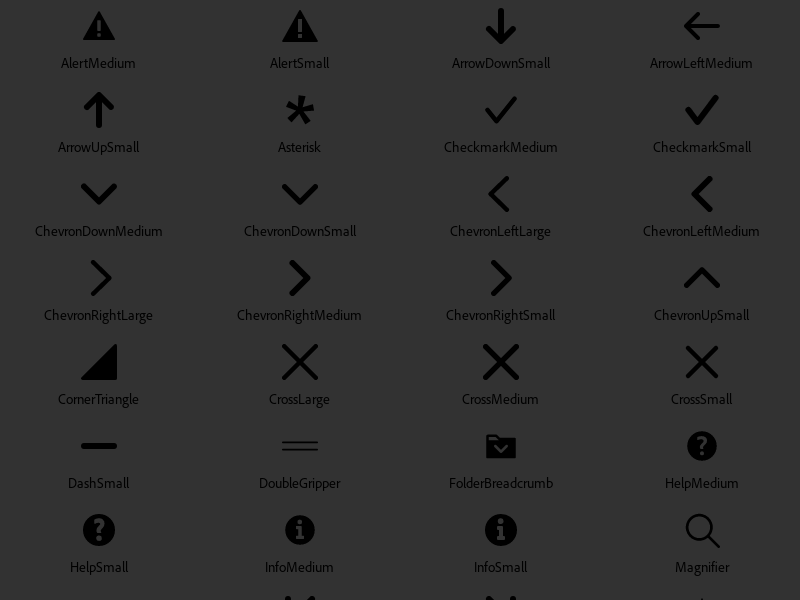 AlertMedium
AlertSmall
ArrowDownSmall
ArrowLeftMedium
ArrowUpSmall
Asterisk
CheckmarkMedium
CheckmarkSmall
ChevronDownMedium
ChevronDownSmall
ChevronLeftLarge
ChevronLeftMedium
ChevronRightLarge
ChevronRightMedium
ChevronRightSmall
ChevronUpSmall
CornerTriangle
CrossLarge
CrossMedium
CrossSmall
DashSmall
DoubleGripper
FolderBreadcrumb
HelpMedium
HelpSmall
InfoMedium
InfoSmall
Magnifier